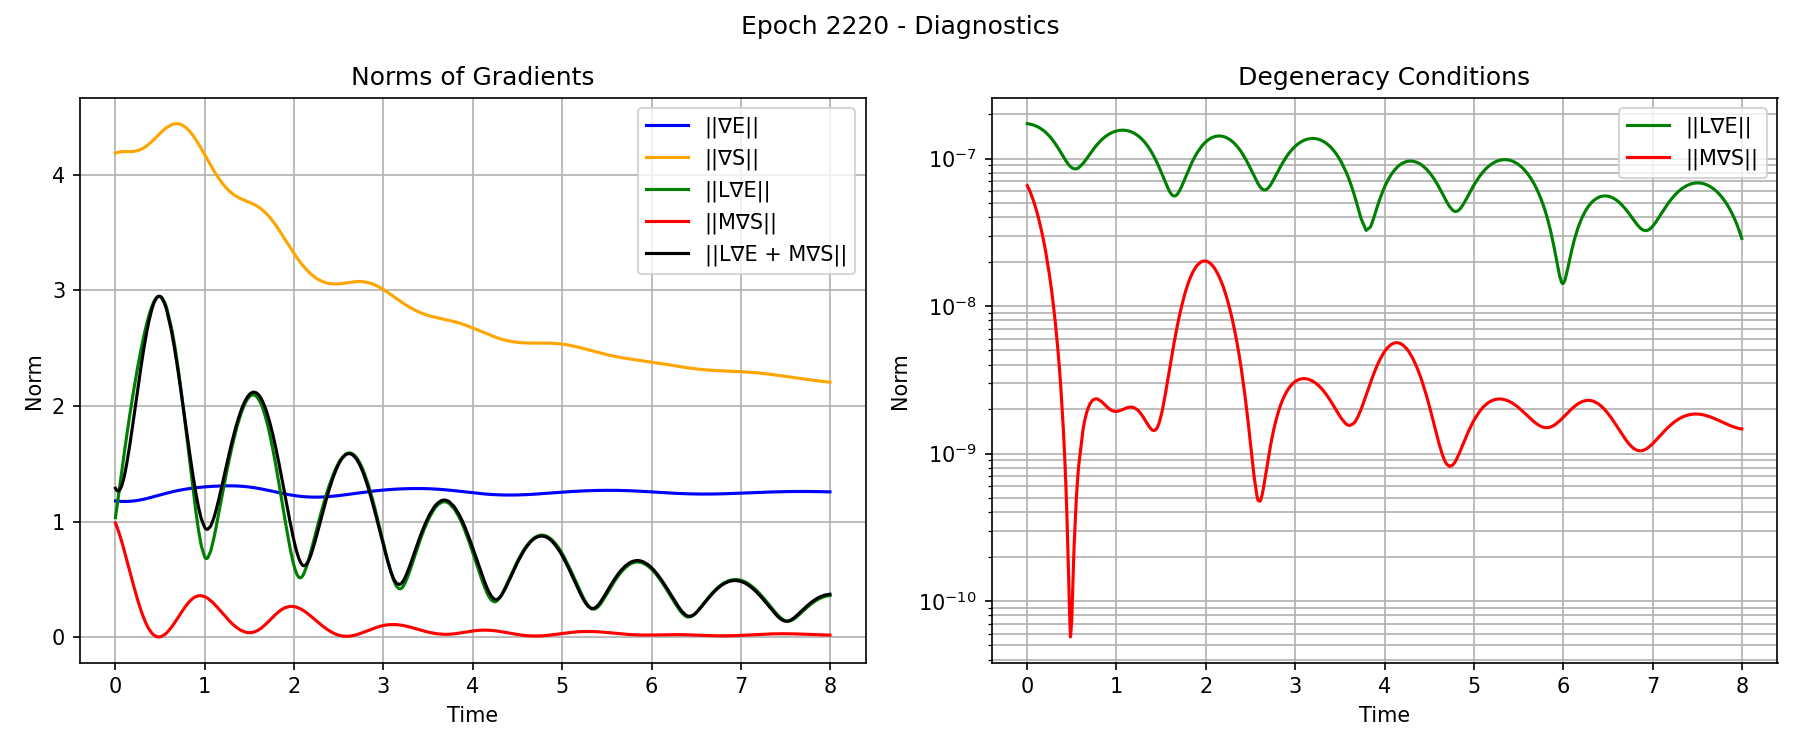 Epoch 2220 - Diagnostics
Norms of Gradients
Norm
4
3
2
1
0
||∇E||
||∇S||
||L∇E||
||M∇S||
||L∇E + M∇S||
0 1 2 3 4 5 6 7 8
Time
Degeneracy Conditions
Norm
10⁻⁷
10⁻⁸
10⁻⁹
10⁻¹⁰
||L∇E||
||M∇S||
0 1 2 3 4 5 6 7 8
Time